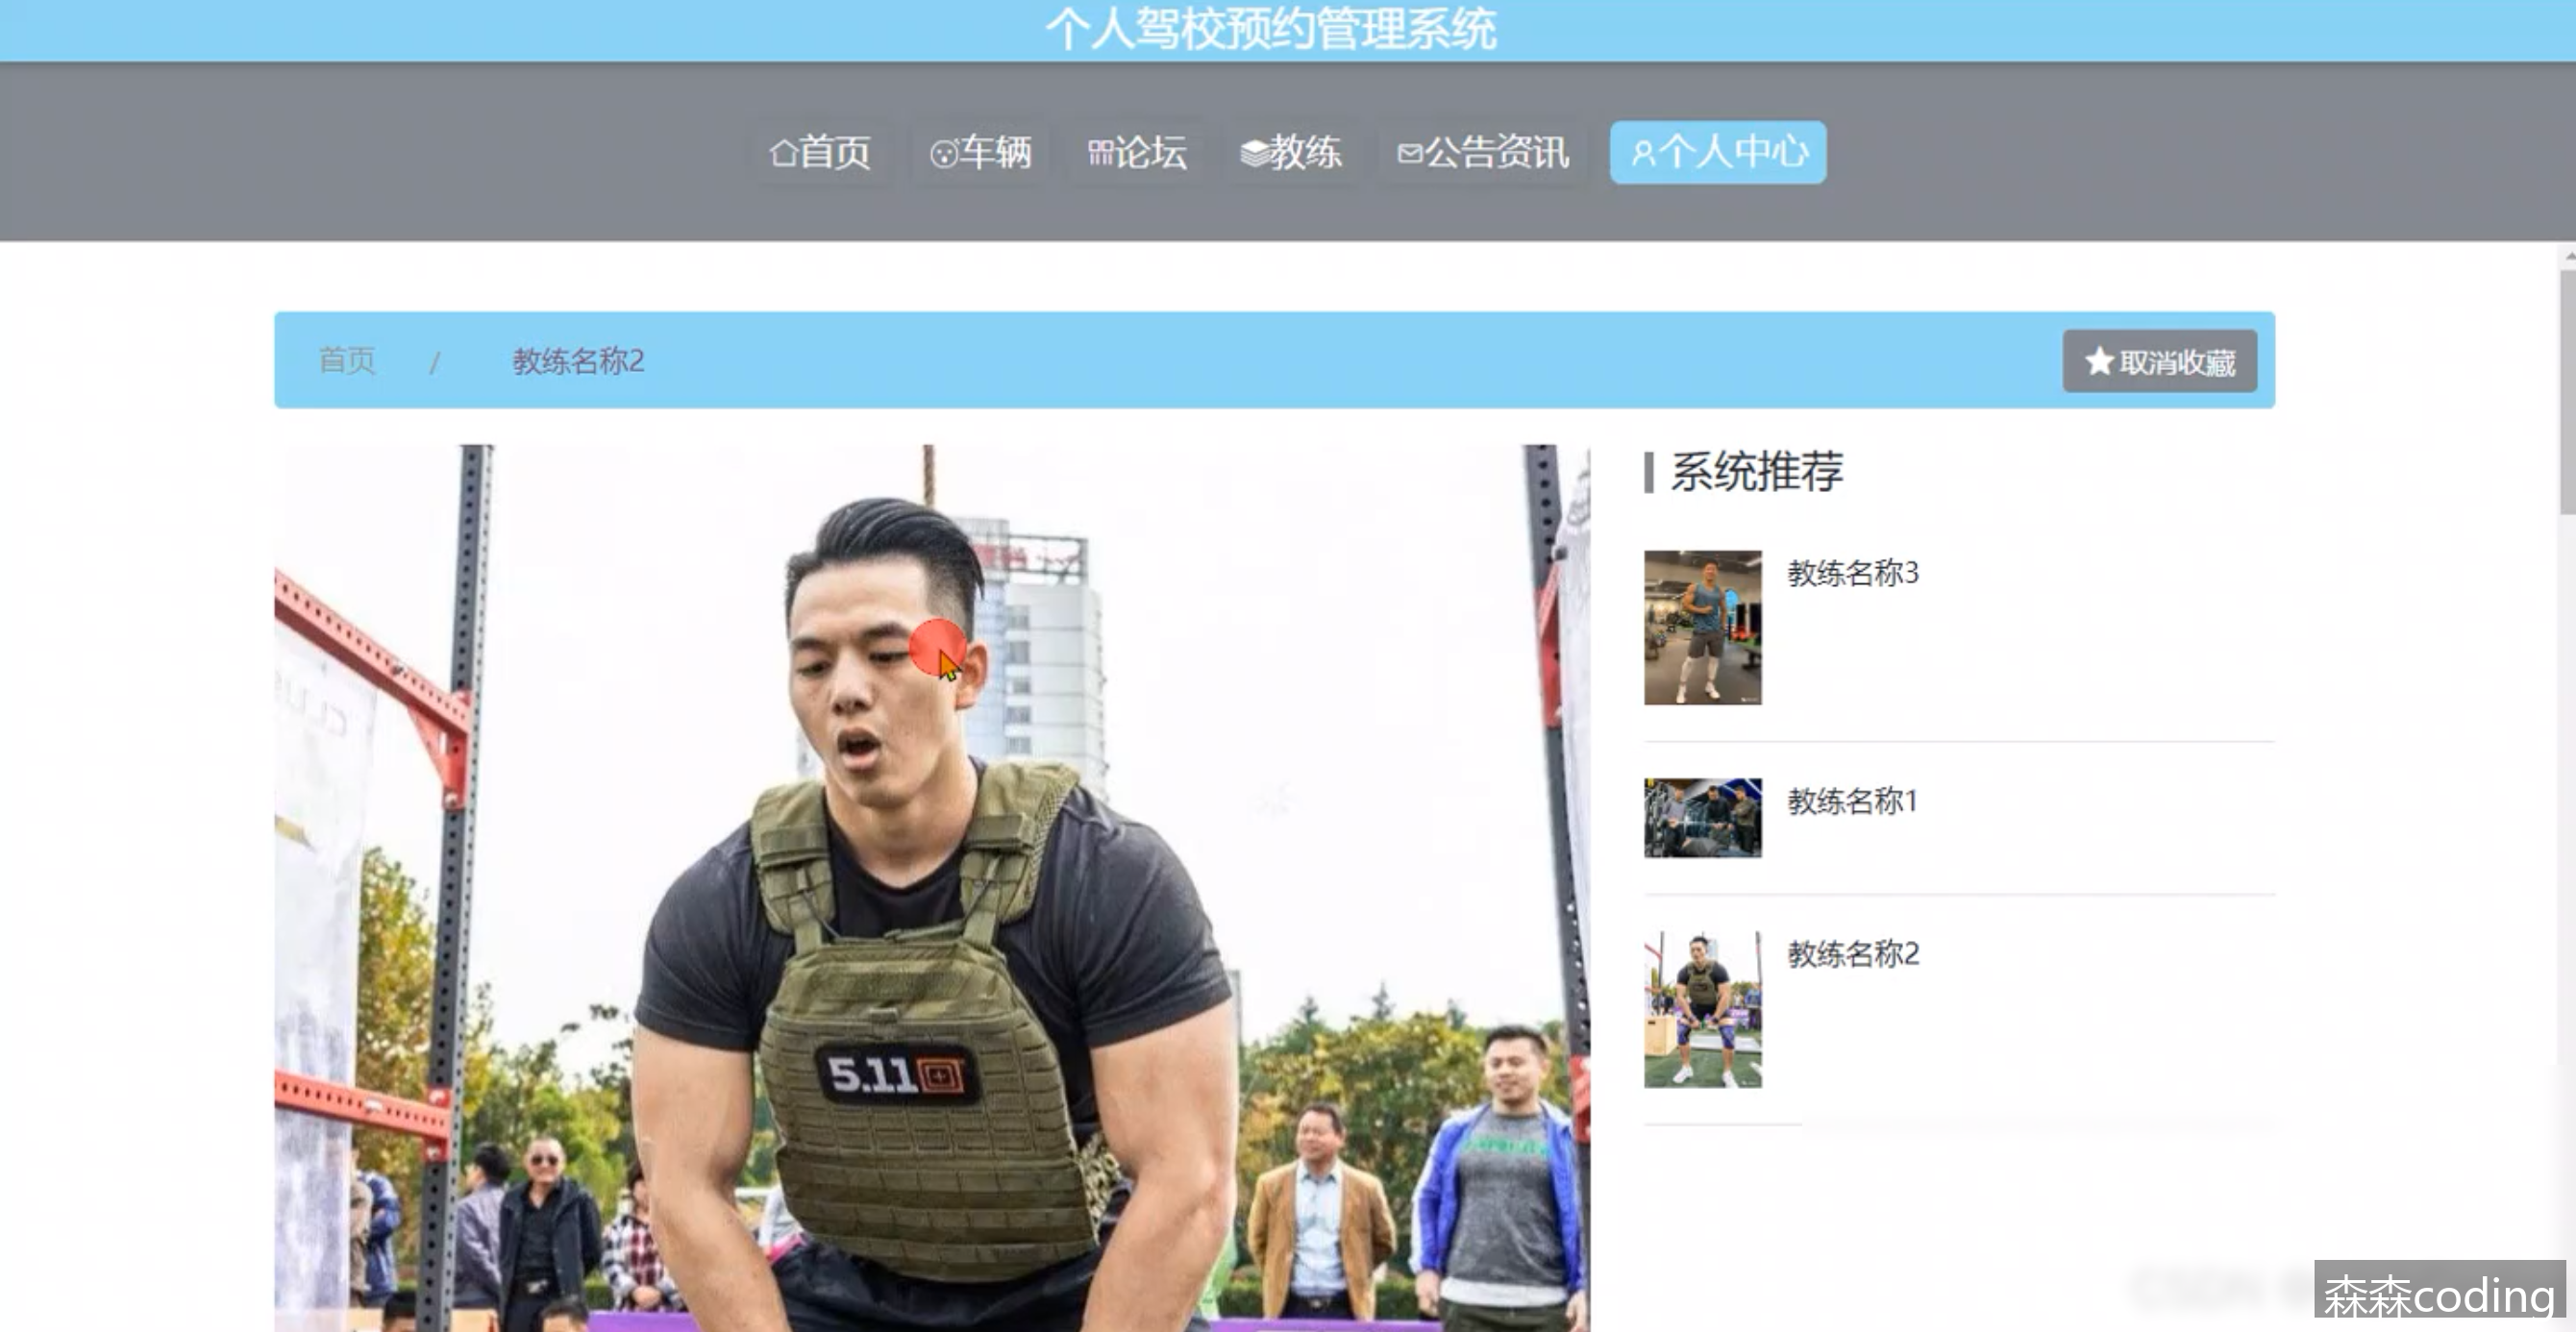 个人驾校预约管理系统
首页 车辆 论坛 教练 公告资讯 个人中心
首页 / 教练名称2
取消收藏
系统推荐
教练名称3
教练名称1
教练名称2
5.11
森森coding